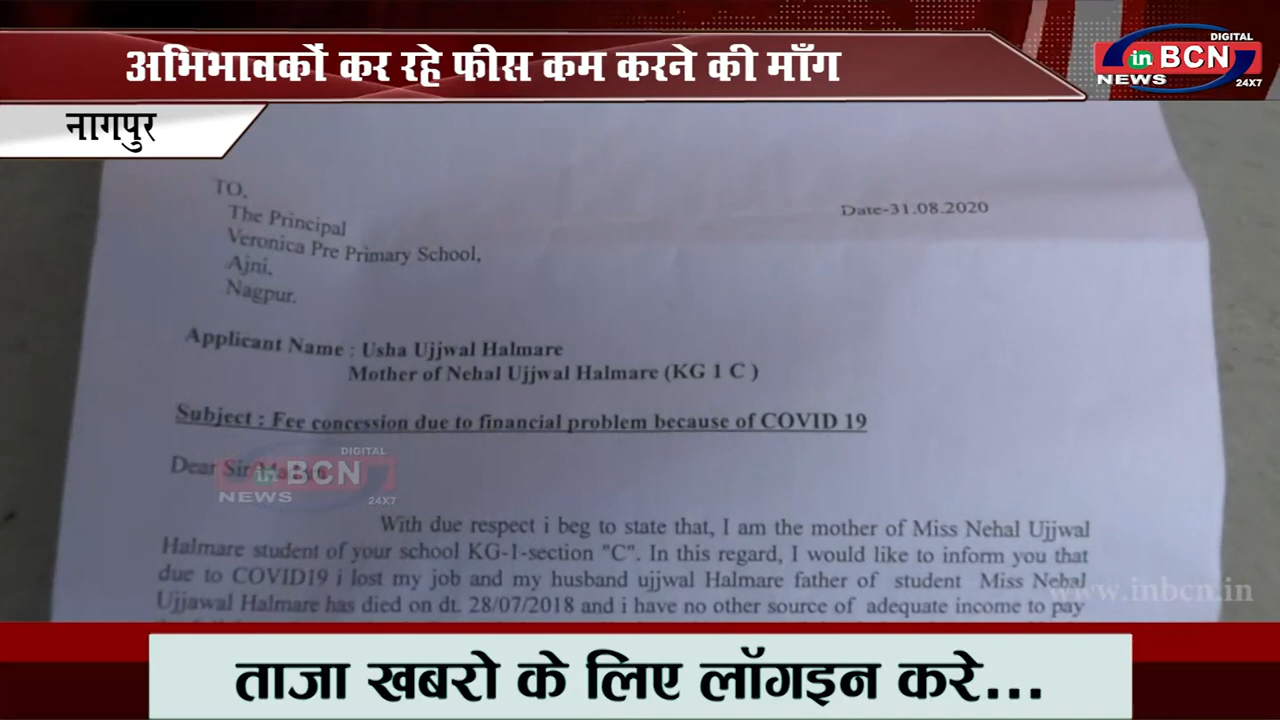 अभिभावकों कर रहे फीस कम करने की माँग
DIGITAL
in BCN
NEWS 24X7
नागपुर
TO,
The Principal
Veronica Pre Primary School,
Ajni,
Nagpur.
Date-31.08.2020
Applicant Name : Usha Ujjwal Halmare
Mother of Nehal Ujjwal Halmare (KG 1 C )
Subject : Fee concession due to financial problem because of COVID 19
Dear Sir
DIGITAL
in BCN
NEWS 24X7
With due respect i beg to state that, I am the mother of Miss Nehal Ujjwal
Halmare student of your school KG-1-section "C". In this regard, I would like to inform you that
due to COVID19 i lost my job and my husband ujjwal Halmare father of student Miss Nehal
Ujjawal Halmare has died on dt. 28/07/2018 and i have no other source of adequate income to pay
www.inbcn.in
ताजा खबरो के लिए लॉगइन करे...